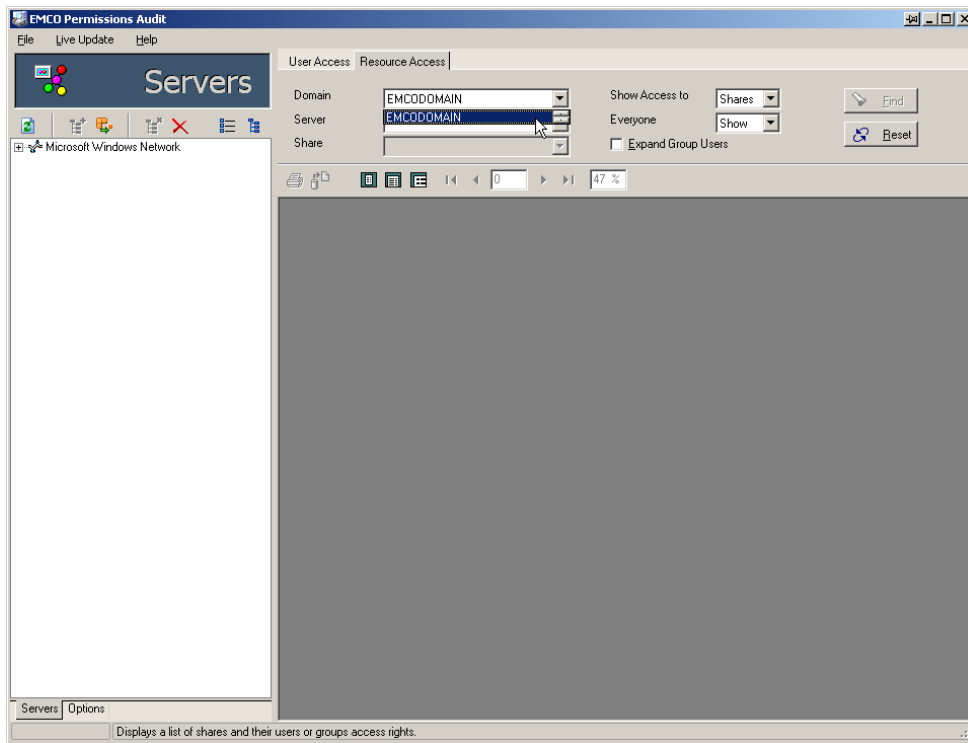 EMCO Permissions Audit
File Live Update Help
Servers
User Access Resource Access
Domain EMCODOMAIN Show Access to Shares Find
Server EMCODOMAIN Everyone Show Reset
Share Expand Group Users
Microsoft Windows Network
0 47 %
Servers Options
Displays a list of shares and their users or groups access rights.